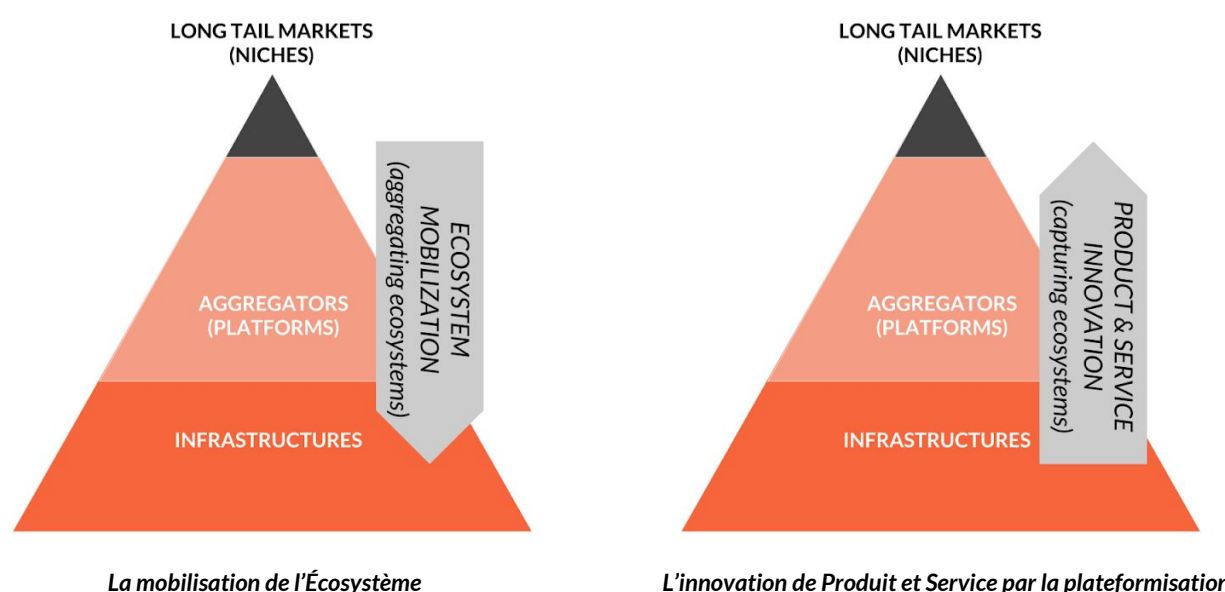 LONG TAIL MARKETS
(NICHES)
AGGREGATORS
(PLATFORMS)
INFRASTRUCTURES
ECOSYSTEM
MOBILIZATION
(aggregating ecosystems)
La mobilisation de l’Écosystème
LONG TAIL MARKETS
(NICHES)
AGGREGATORS
(PLATFORMS)
INFRASTRUCTURES
PRODUCT & SERVICE
INNOVATION
(capturing ecosystems)
L’innovation de Produit et Service par la plateformisation